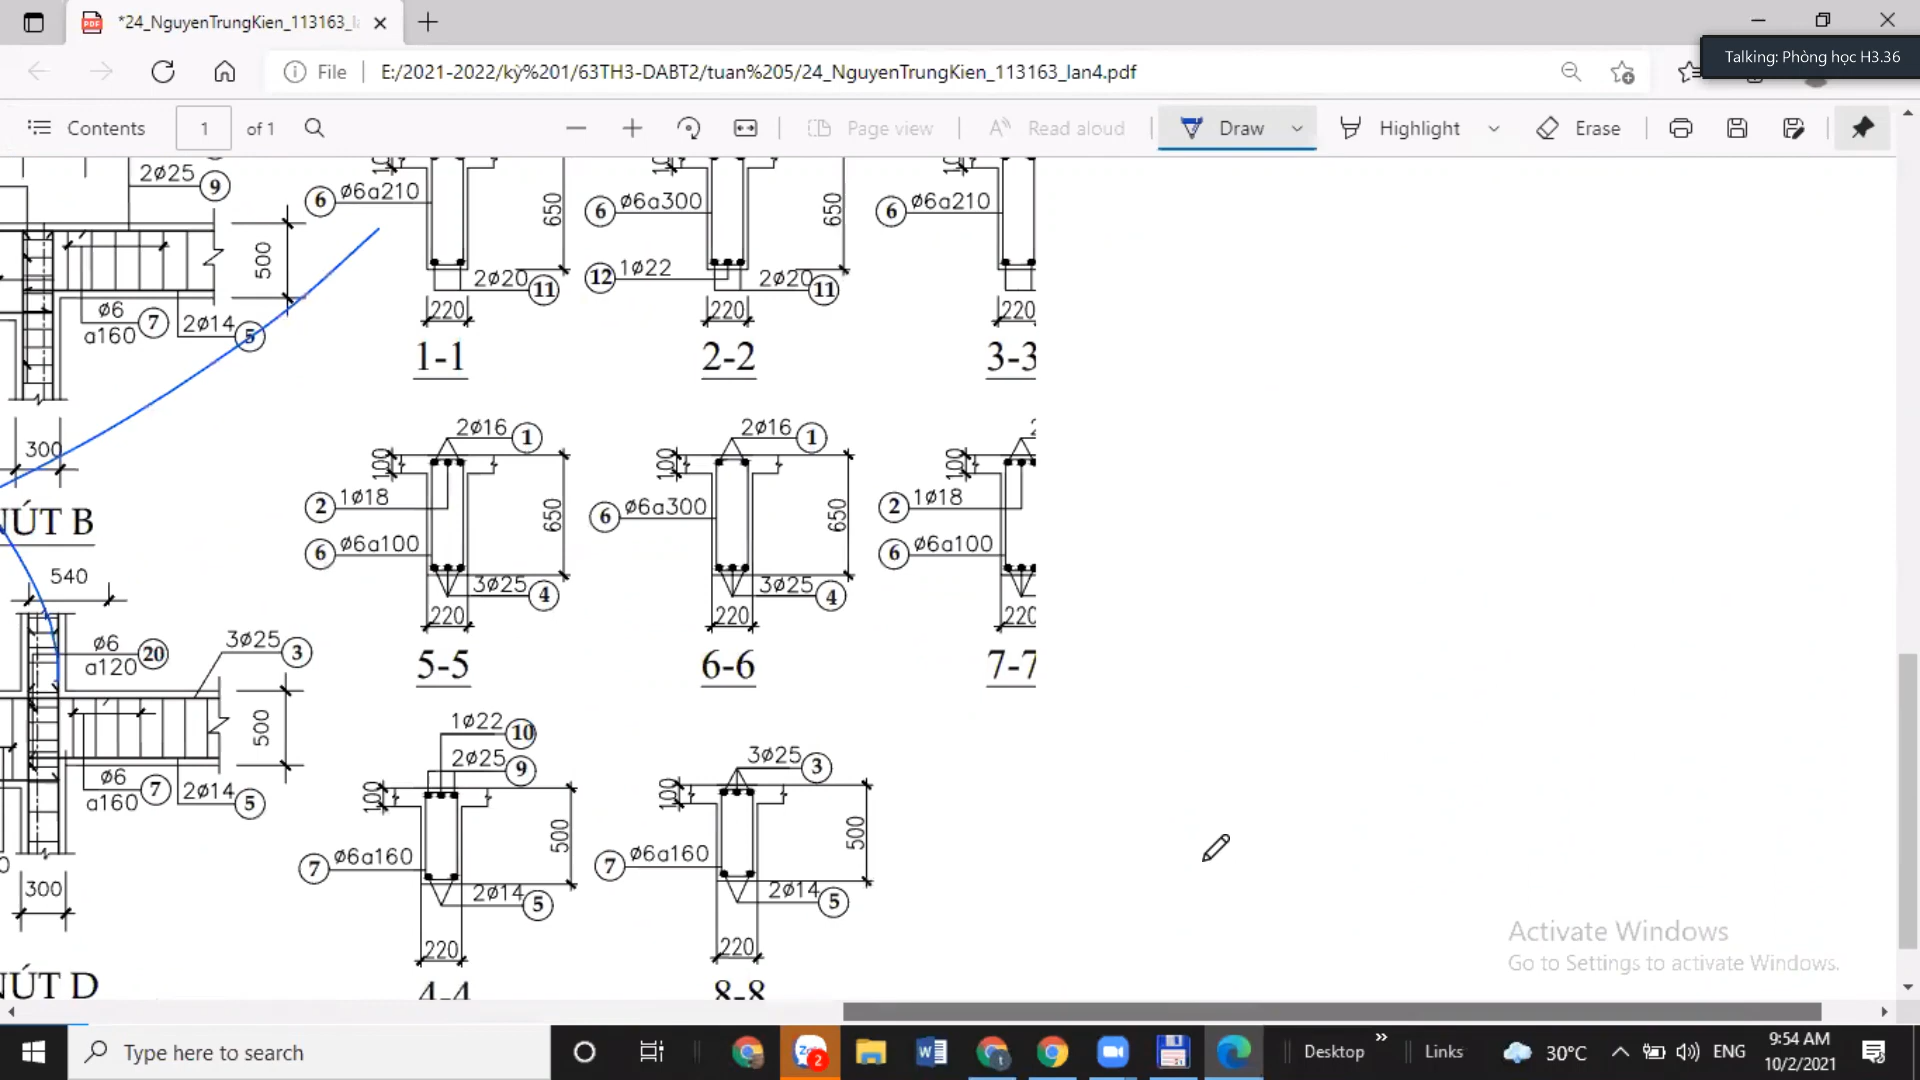 *24_NguyenTrungKien_113163_l
Talking: Phòng học H3.36
File
E:/2021-2022/kỳ%201/63TH3-DABT2/tuan%205/24_NguyenTrungKien_113163_lan4.pdf
Contents
1
of 1
Page view
Read aloud
Draw
Highlight
Erase
2ø25 9
500
ø6
a160
7
2ø14
5
300
NÚT B
6 ø6a210
650
2ø20
11
220
1-1
6 ø6a300
650
12 1ø22
2ø20
11
220
2-2
6 ø6a210
220
3-3
2ø16 1
100
2 1ø18
650
6 ø6a100
3ø25 4
220
5-5
2ø16 1
100
6 ø6a300
650
3ø25 4
220
6-6
100
2 1ø18
6 ø6a100
220
7-7
540
ø6
a120
20
3ø25 3
500
ø6
a160
7
2ø14 5
300
NÚT D
1ø22 10
2ø25 9
100
500
7 ø6a160
2ø14 5
220
4-4
3ø25 3
100
500
7 ø6a160
2ø14 5
220
8-8
Activate Windows
Go to Settings to activate Windows.
Type here to search
2
Desktop
Links
30°C
ENG
9:54 AM
10/2/2021